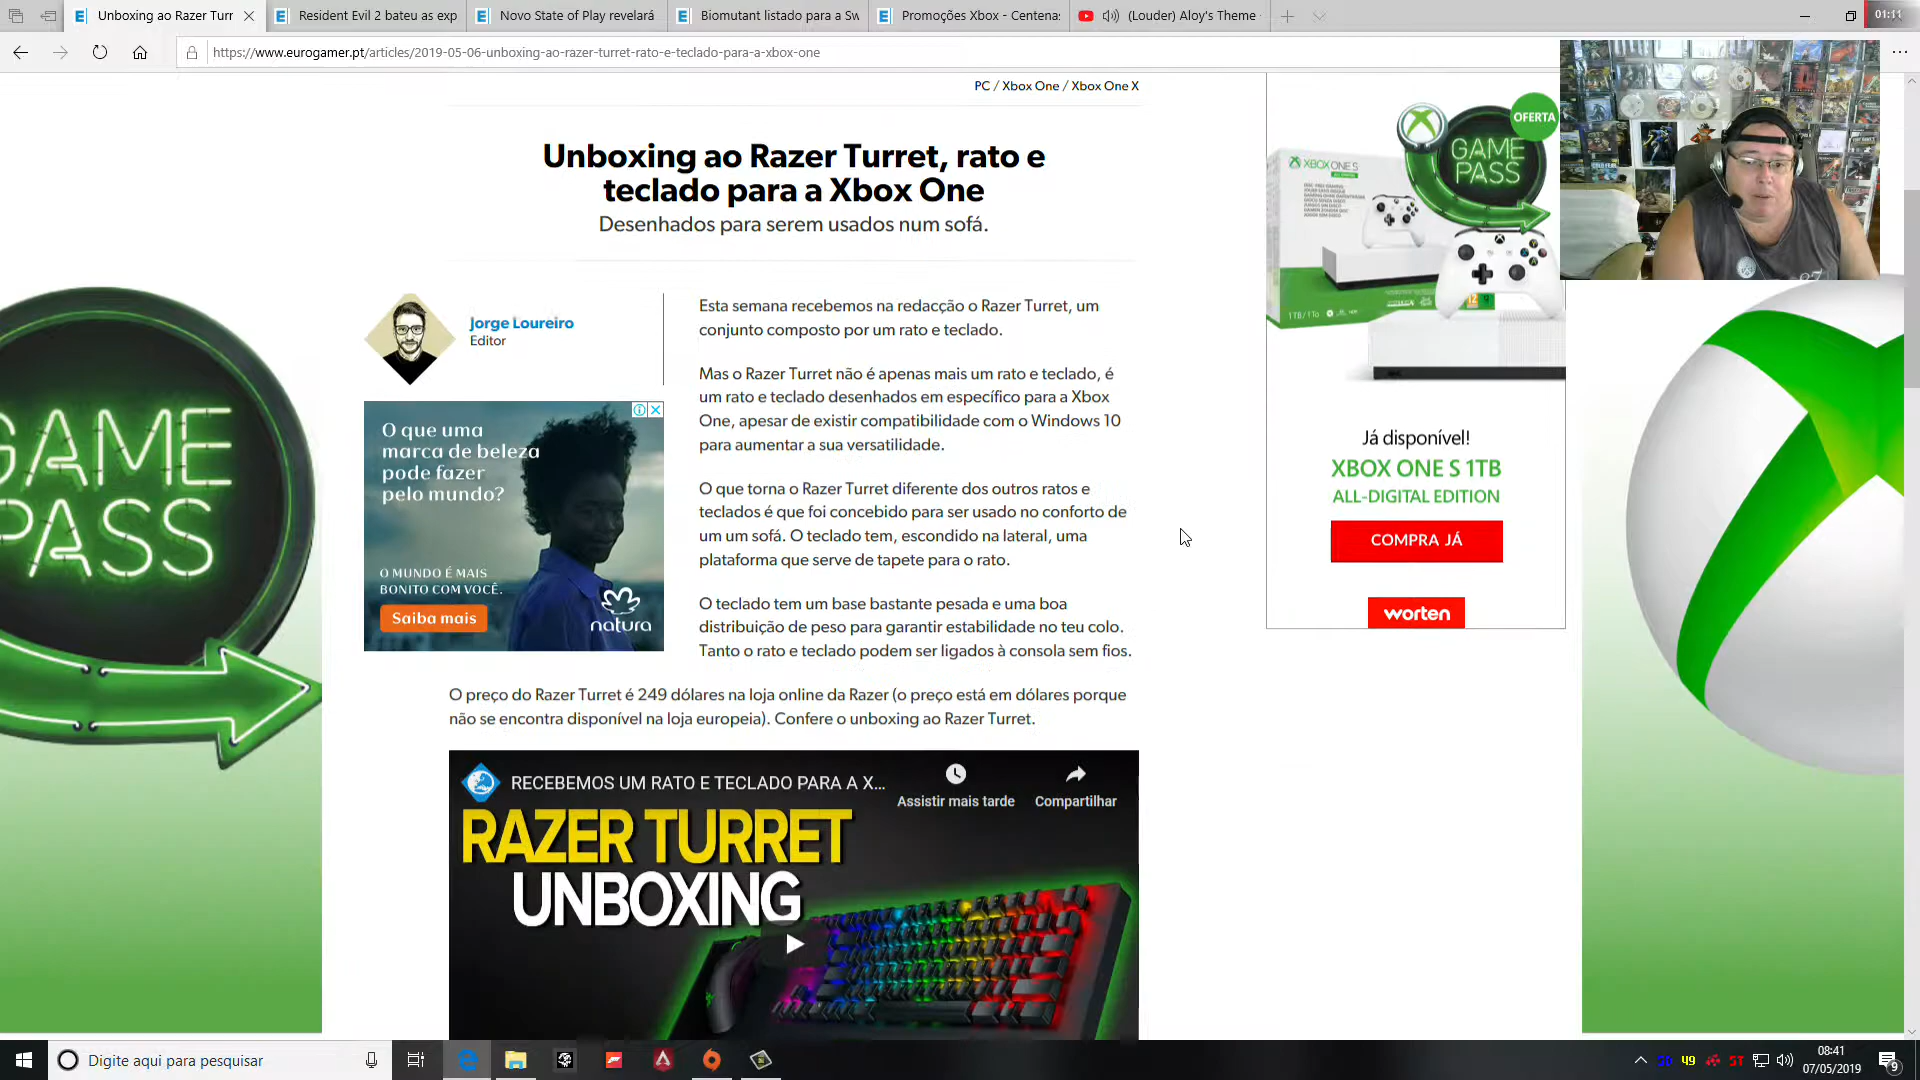 Unboxing ao Razer Turr
Resident Evil 2 bateu as exp
Novo State of Play revelará
Biomutant listado para a Sw
Promoções Xbox - Centena
(Louder) Aloy's Theme
01:11
https://www.eurogamer.pt/articles/2019-05-06-unboxing-ao-razer-turret-rato-e-teclado-para-a-xbox-one
PC / Xbox One / Xbox One X
Unboxing ao Razer Turret, rato e
teclado para a Xbox One
Desenhados para serem usados num sofá.
Jorge Loureiro
Editor
Esta semana recebemos na redacção o Razer Turret, um
conjunto composto por um rato e teclado.
Mas o Razer Turret não é apenas mais um rato e teclado, é
um rato e teclado desenhados em específico para a Xbox
One, apesar de existir compatibilidade com o Windows 10
para aumentar a sua versatilidade.
O que torna o Razer Turret diferente dos outros ratos e
teclados é que foi concebido para ser usado no conforto de
um um sofá. O teclado tem, escondido na lateral, uma
plataforma que serve de tapete para o rato.
O teclado tem um base bastante pesada e uma boa
distribuição de peso para garantir estabilidade no teu colo.
Tanto o rato e teclado podem ser ligados à consola sem fios.
O preço do Razer Turret é 249 dólares na loja online da Razer (o preço está em dólares porque
não se encontra disponível na loja europeia). Confere o unboxing ao Razer Turret.
O que uma
marca de beleza
pode fazer
pelo mundo?
O MUNDO É MAIS
BONITO COM VOCÊ.
Saiba mais
natura
RECEBEMOS UM RATO E TECLADO PARA A X...
Assistir mais tarde
Compartilhar
RAZER TURRET
UNBOXING
GAME
PASS
OFERTA
GAME
PASS
XBOX ONE S
1TB/1To
Já disponível!
XBOX ONE S 1TB
ALL-DIGITAL EDITION
COMPRA JÁ
worten
Digite aqui para pesquisar
SD
49
ST
08:41
07/05/2019
9